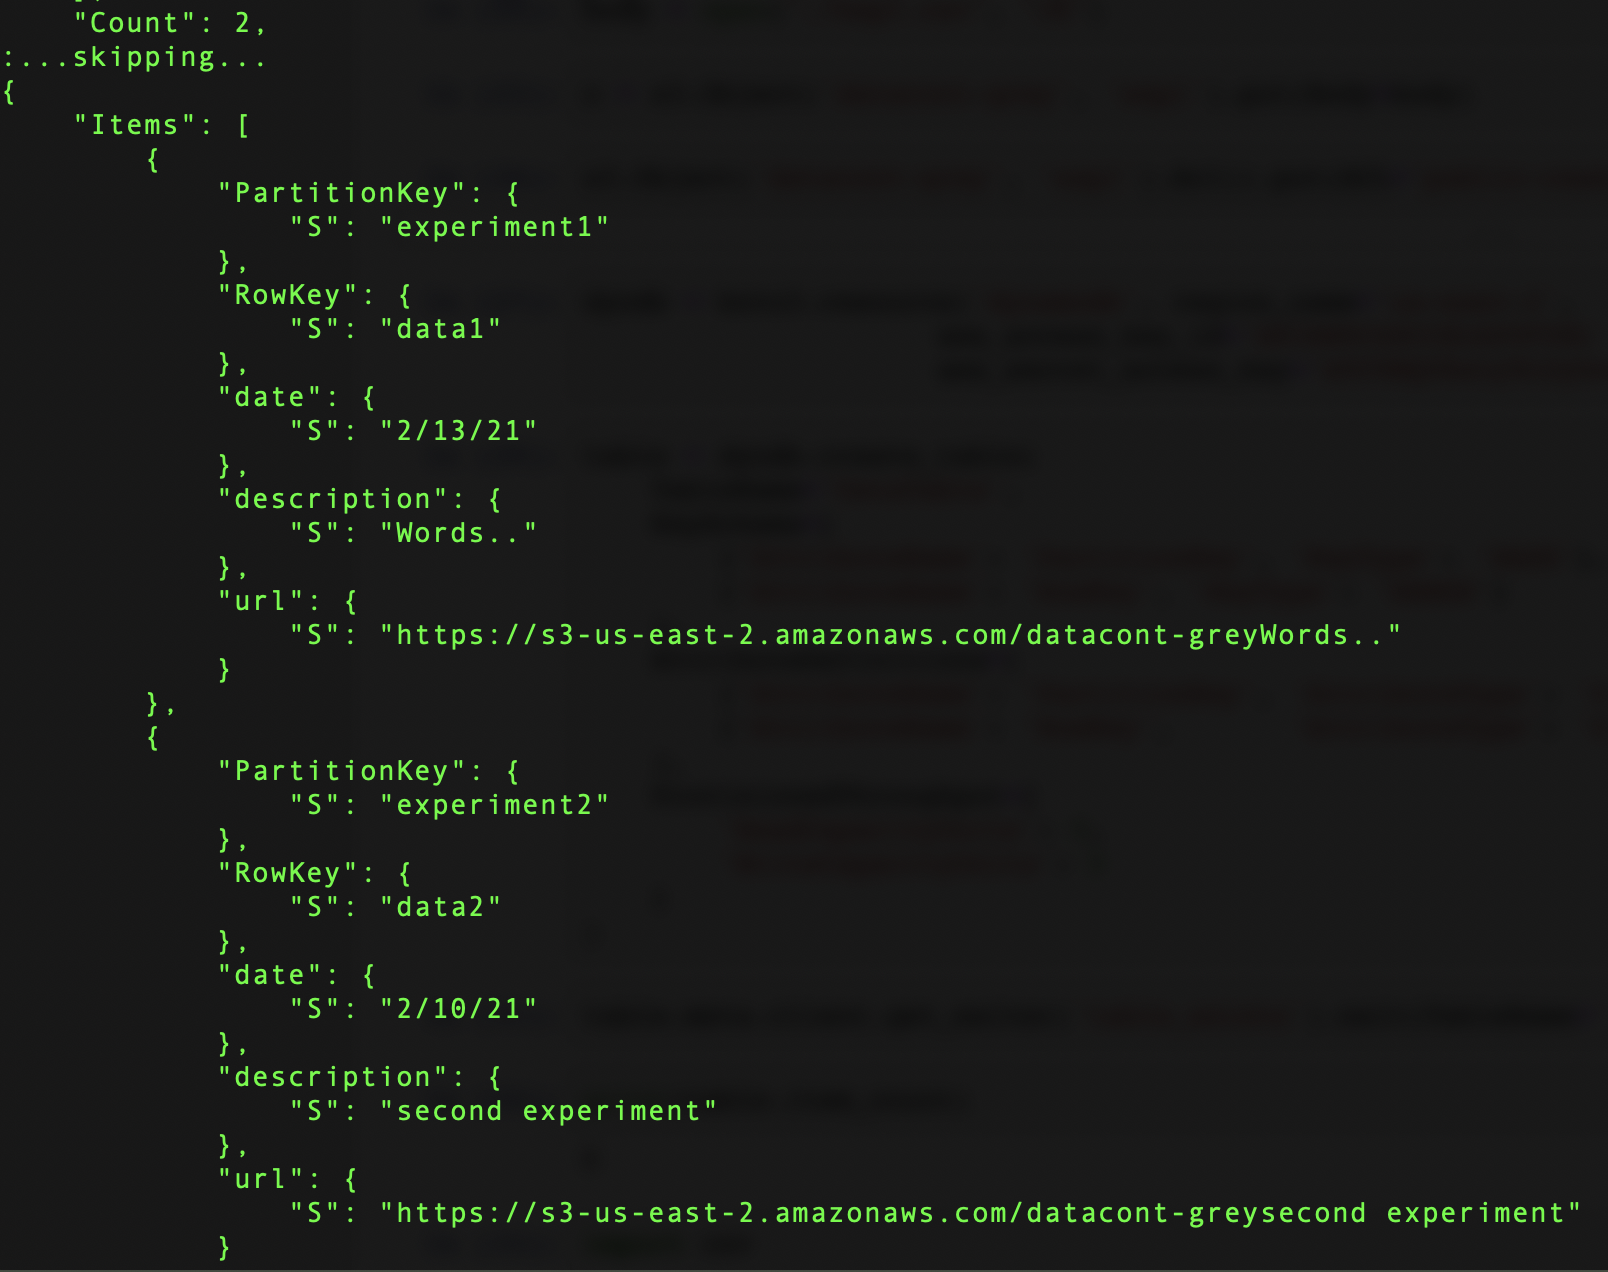 "Count": 2,
:...skipping...
{
    "Items": [
        {
            "PartitionKey": {
                "S": "experiment1"
            },
            "RowKey": {
                "S": "data1"
            },
            "date": {
                "S": "2/13/21"
            },
            "description": {
                "S": "Words.."
            },
            "url": {
                "S": "https://s3-us-east-2.amazonaws.com/datacont-greyWords.."
            }
        },
        {
            "PartitionKey": {
                "S": "experiment2"
            },
            "RowKey": {
                "S": "data2"
            },
            "date": {
                "S": "2/10/21"
            },
            "description": {
                "S": "second experiment"
            },
            "url": {
                "S": "https://s3-us-east-2.amazonaws.com/datacont-greysecond experiment"
            }